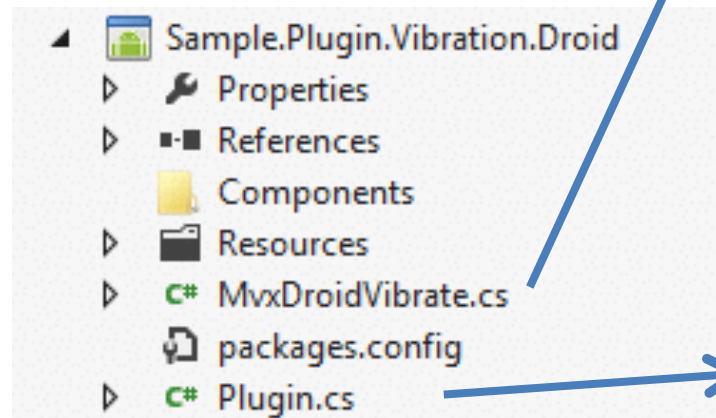 Sample.Plugin.Vibration.Droid
Properties
References
Components
Resources
C# MvxDroidVibrate.cs
packages.config
C# Plugin.cs